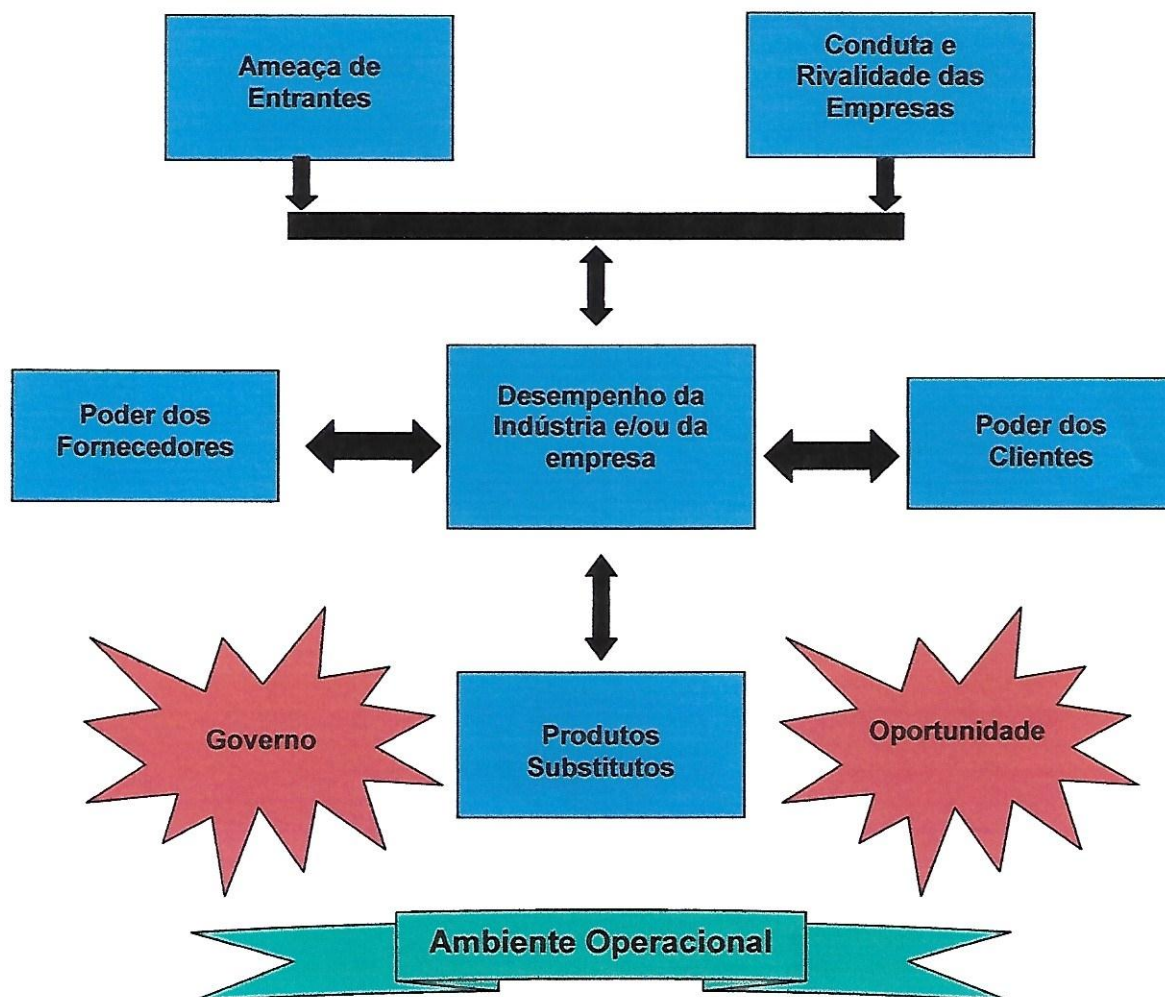 Ameaça de
Entrantes
Conduta e
Rivalidade das
Empresas
Poder dos
Fornecedores
Desempenho da
Indústria e/ou da
empresa
Poder dos
Clientes
Governo
Produtos
Substitutos
Oportunidade
Ambiente Operacional